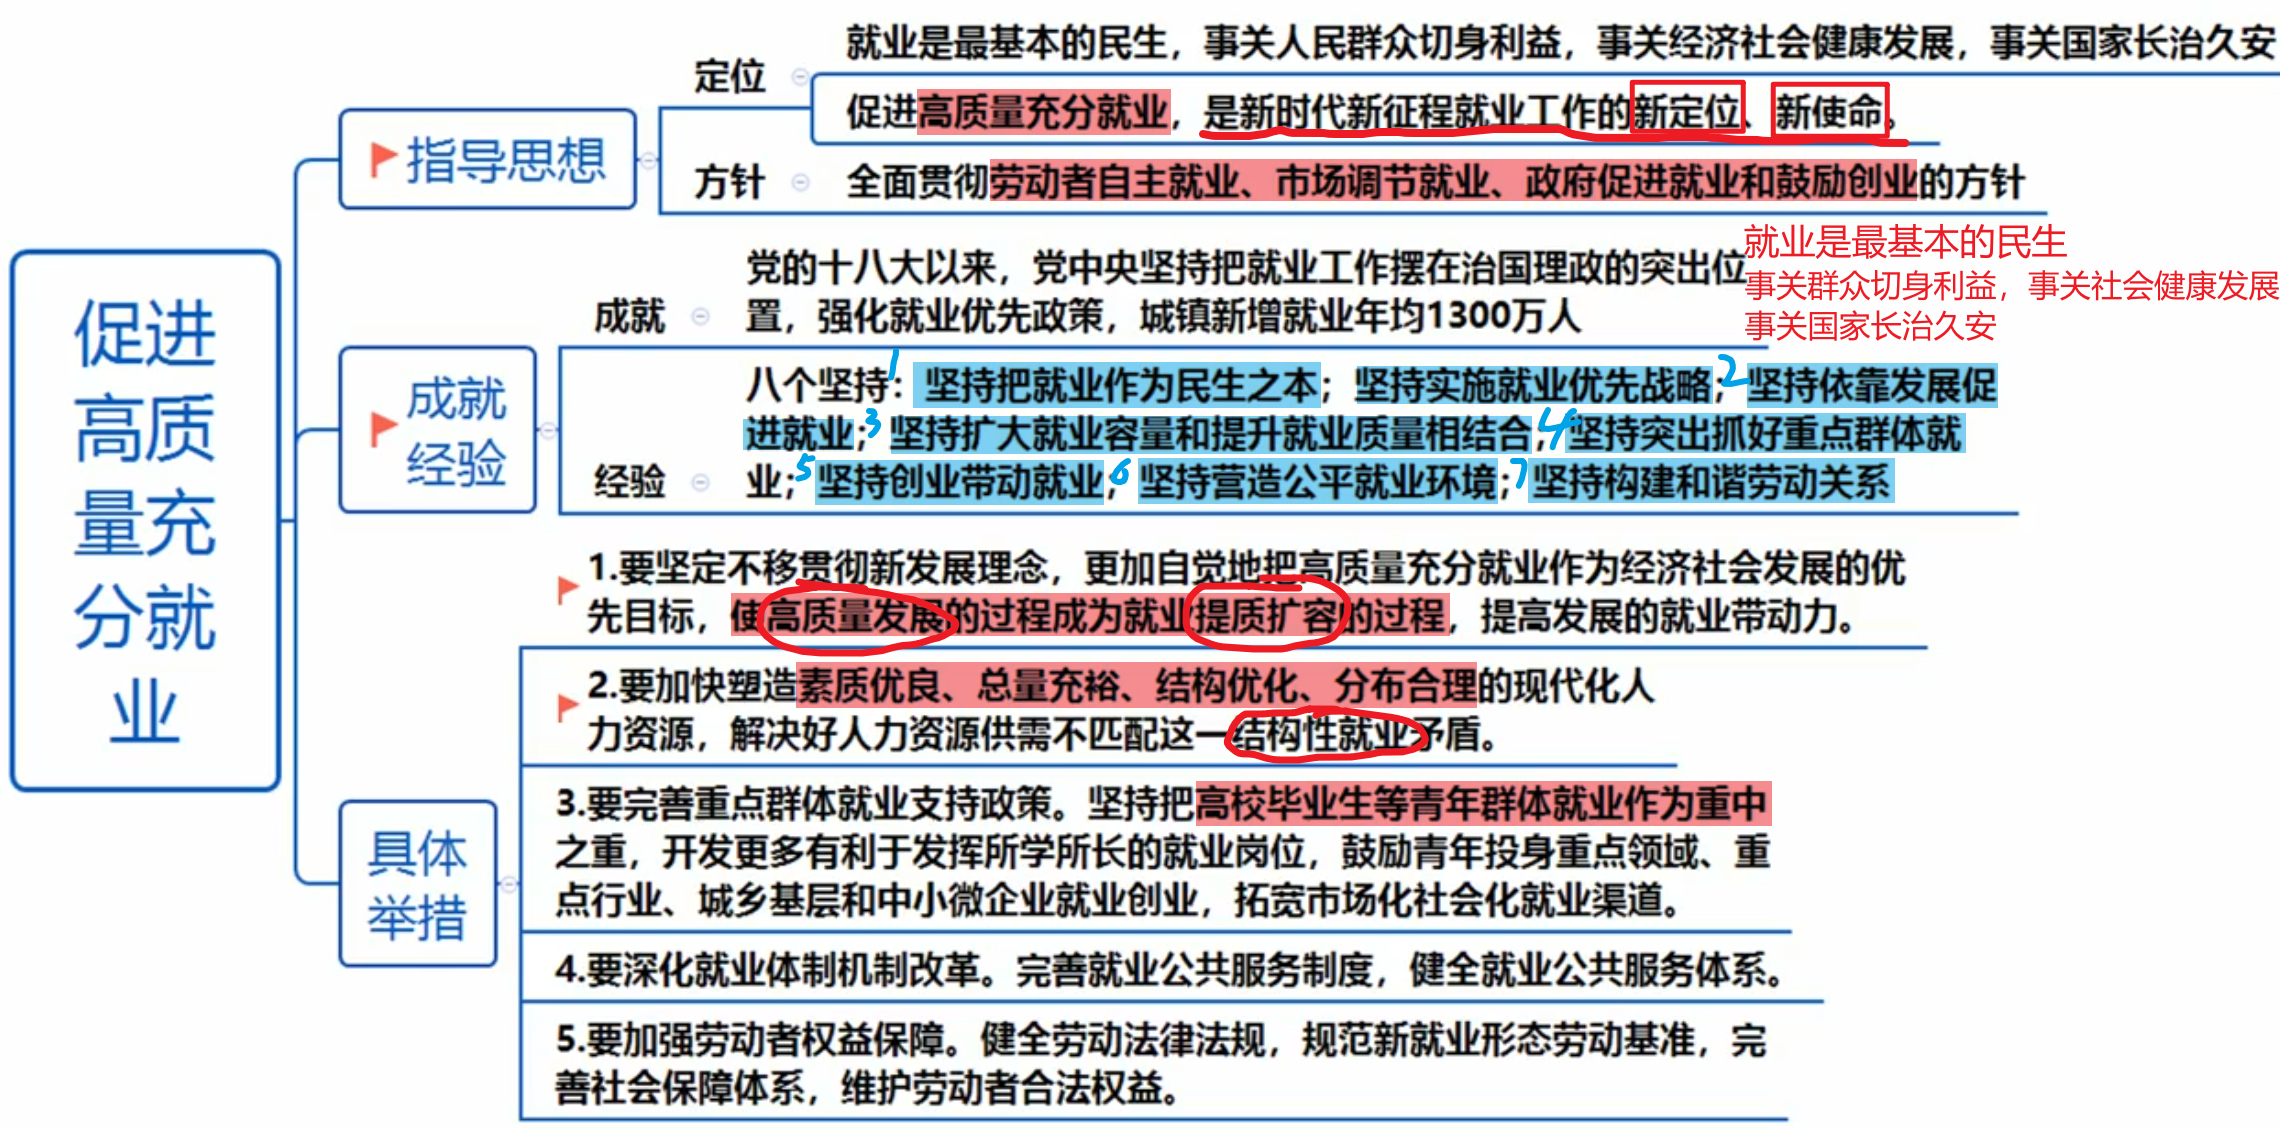 促进
高质
量充
分就
业
指导思想
定位
就业是最基本的民生，事关人民群众切身利益，事关经济社会健康发展，事关国家长治久安
促进高质量充分就业，是新时代新征程就业工作的新定位、新使命。
方针
全面贯彻劳动者自主就业、市场调节就业、政府促进就业和鼓励创业的方针
就业是最基本的民生
事关群众切身利益，事关社会健康发展
事关国家长治久安
成就
经验
成就
党的十八大以来，党中央坚持把就业工作摆在治国理政的突出位
置，强化就业优先政策，城镇新增就业年均1300万人
经验
八个坚持：1 坚持把就业作为民生之本；坚持实施就业优先战略；2 坚持依靠发展促
进就业；3 坚持扩大就业容量和提升就业质量相结合；4 坚持突出抓好重点群体就
业；5 坚持创业带动就业；6 坚持营造公平就业环境；7 坚持构建和谐劳动关系
具体
举措
1.要坚定不移贯彻新发展理念，更加自觉地把高质量充分就业作为经济社会发展的优
先目标，使高质量发展的过程成为就业提质扩容的过程，提高发展的就业带动力。
2.要加快塑造素质优良、总量充裕、结构优化、分布合理的现代化人
力资源，解决好人力资源供需不匹配这一结构性就业矛盾。
3.要完善重点群体就业支持政策。坚持把高校毕业生等青年群体就业作为重中
之重，开发更多有利于发挥所学所长的就业岗位，鼓励青年投身重点领域、重
点行业、城乡基层和中小微企业就业创业，拓宽市场化社会化就业渠道。
4.要深化就业体制机制改革。完善就业公共服务制度，健全就业公共服务体系。
5.要加强劳动者权益保障。健全劳动法律法规，规范新就业形态劳动基准，完
善社会保障体系，维护劳动者合法权益。